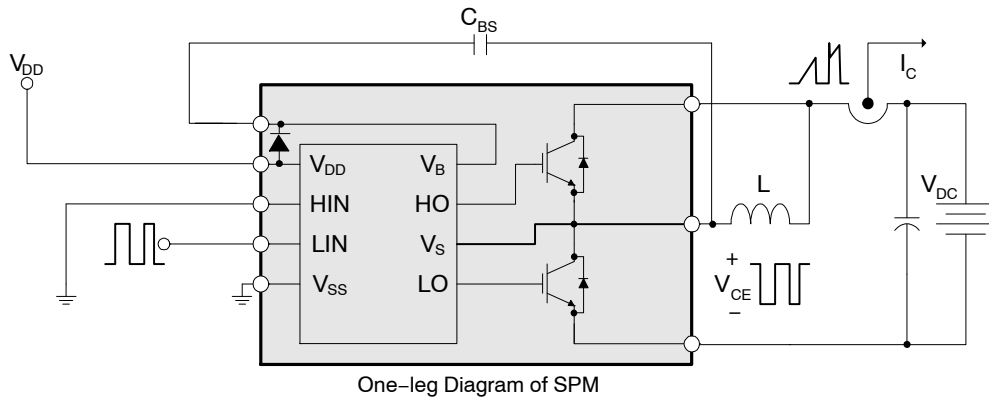 C_BS
V_DD
I_C
V_DD V_B
HIN HO
LIN V_S
V_SS LO
L
V_DC
+
V_CE
−
One−leg Diagram of SPM